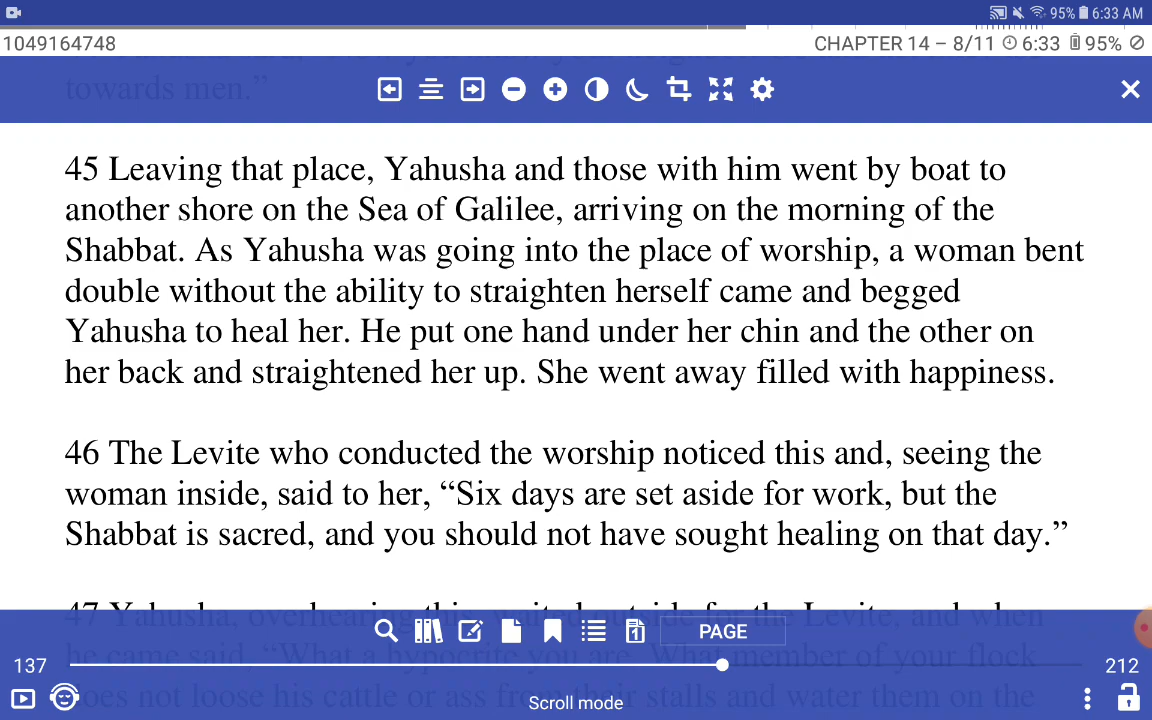 95% 6:33 AM
1049164748
CHAPTER 14 – 8/11 6:33 95%
towards men.”
45 Leaving that place, Yahusha and those with him went by boat to
another shore on the Sea of Galilee, arriving on the morning of the
Shabbat. As Yahusha was going into the place of worship, a woman bent
double without the ability to straighten herself came and begged
Yahusha to heal her. He put one hand under her chin and the other on
her back and straightened her up. She went away filled with happiness.
46 The Levite who conducted the worship noticed this and, seeing the
woman inside, said to her, “Six days are set aside for work, but the
Shabbat is sacred, and you should not have sought healing on that day.”
47 Yahusha, overhearing this, waited outside for the Levite, and when
PAGE
he came said, “What a hypocrite you are. What member of your flock
137
212
does not loose his cattle or ass from their stalls and water them on the
Scroll mode